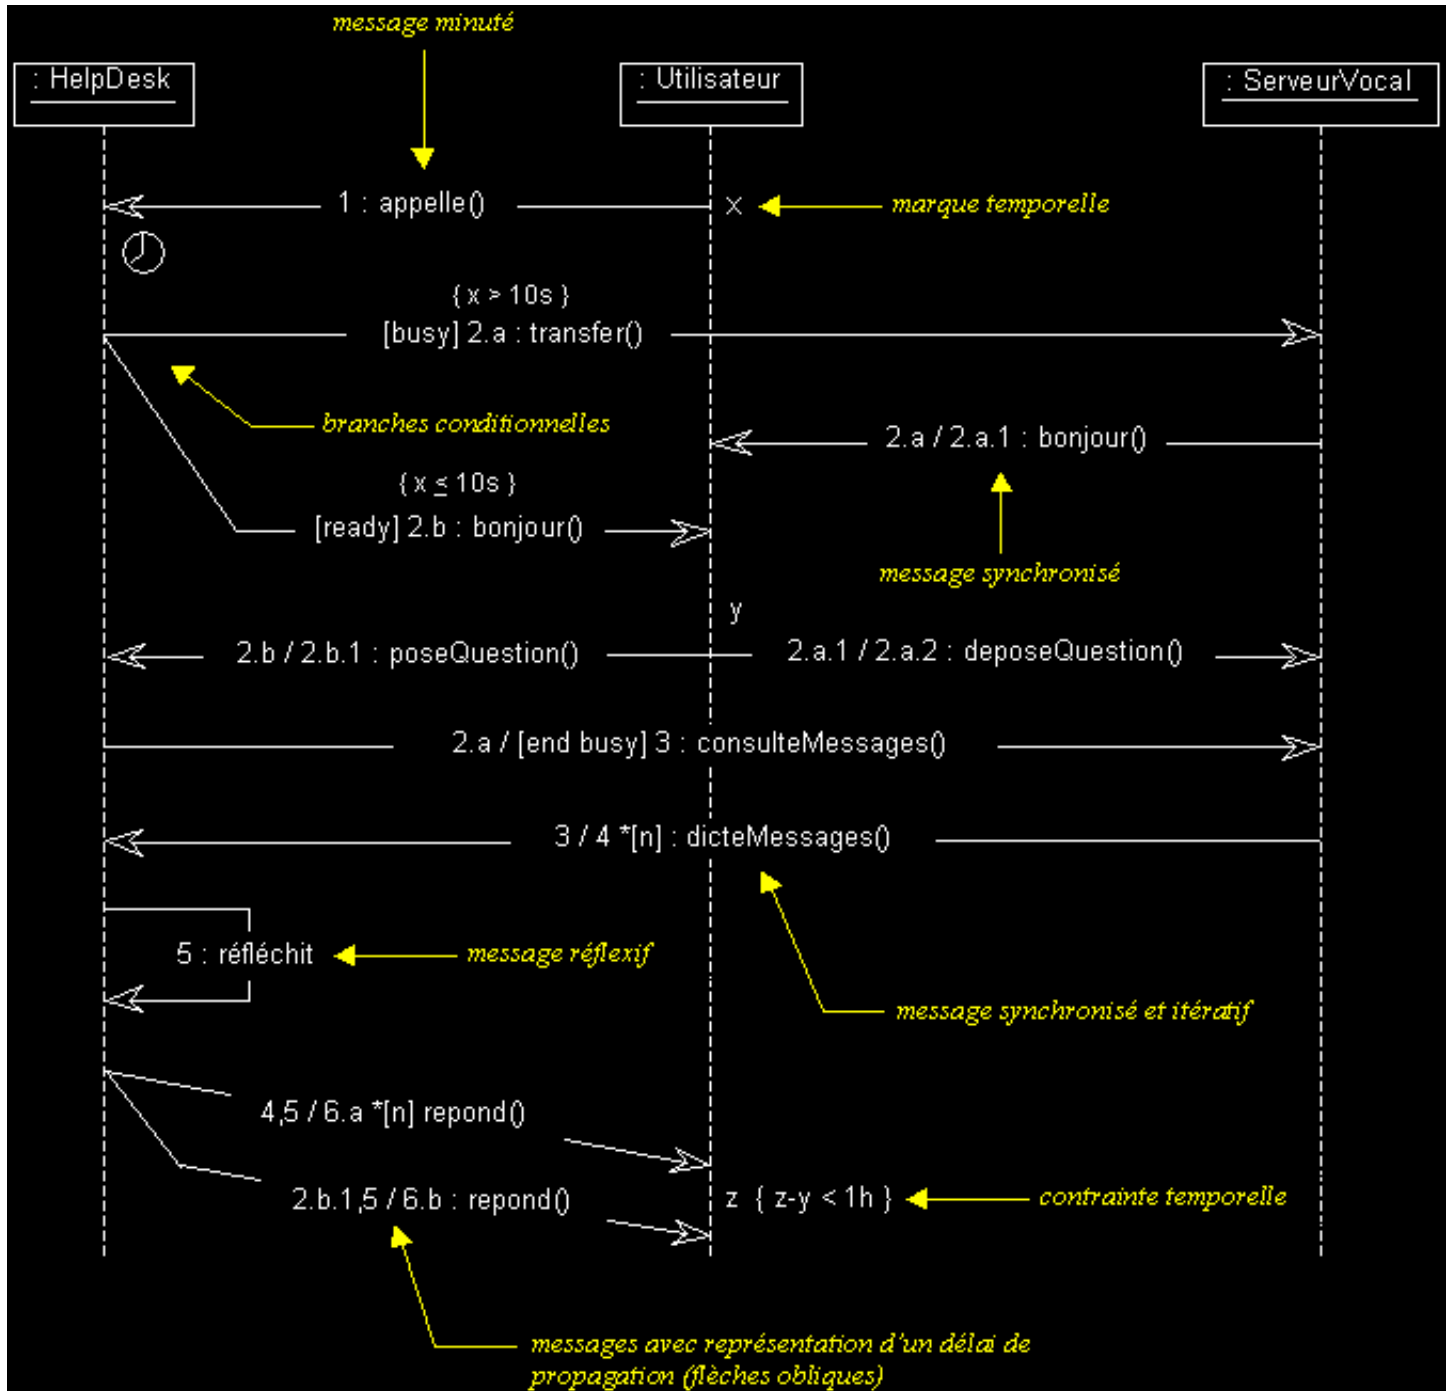 message minuté
: HelpDesk
: Utilisateur
: ServeurVocal
1 : appelle()
x
marque temporelle
{ x > 10s }
[busy] 2.a : transfer()
branches conditionnelles
2.a / 2.a.1 : bonjour()
{ x ≤ 10s }
[ready] 2.b : bonjour()
message synchronisé
y
2.b / 2.b.1 : poseQuestion()
2.a.1 / 2.a.2 : deposeQuestion()
2.a / [end busy] 3 : consulteMessages()
3 / 4 *[n] : dicteMessages()
5 : réfléchit
message réflexif
message synchronisé et itératif
4,5 / 6.a *[n] repond()
2.b.1,5 / 6.b : repond()
z { z-y < 1h }
contrainte temporelle
messages avec représentation d'un délai de
propagation (flèches obliques)